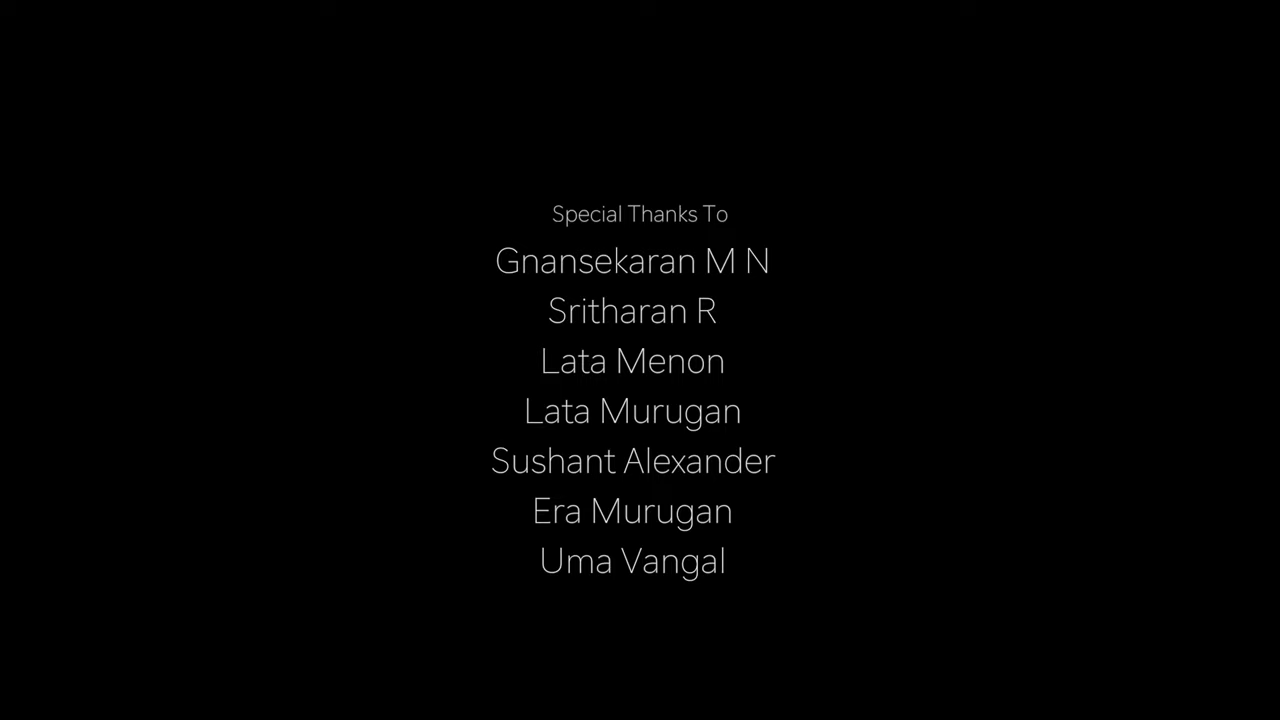 Special Thanks To
Gnansekaran M N
Sritharan R
Lata Menon
Lata Murugan
Sushant Alexander
Era Murugan
Uma Vangal